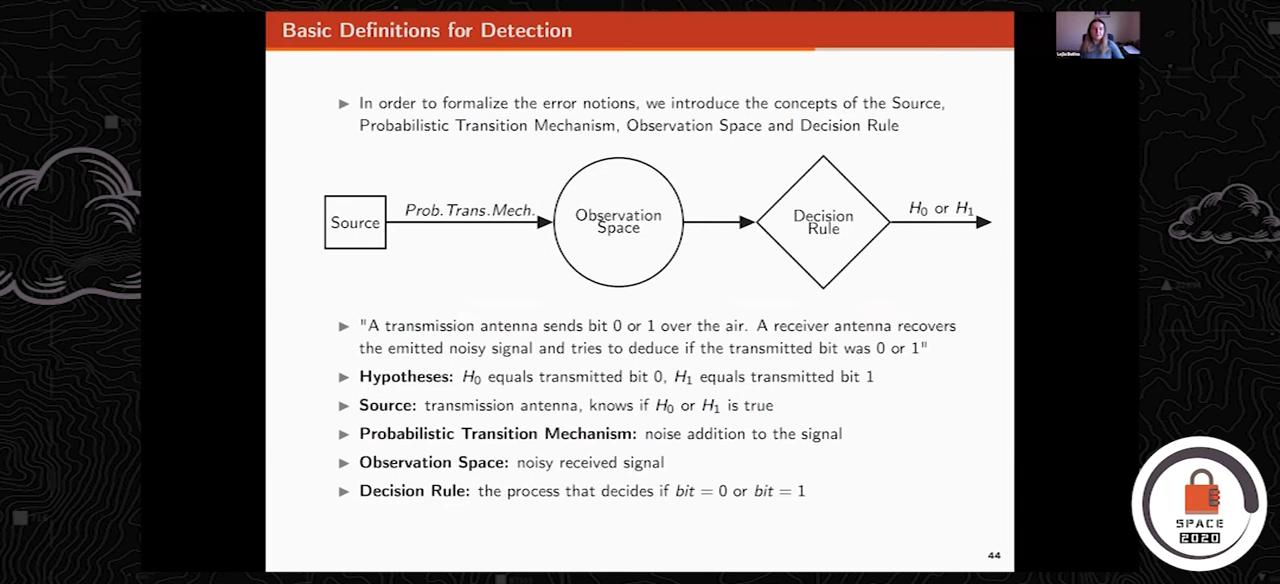 Basic Definitions for Detection
Lejla Batina
▶ In order to formalize the error notions, we introduce the concepts of the Source,
Probabilistic Transition Mechanism, Observation Space and Decision Rule
Source
Prob.Trans.Mech.
Observation
Space
Decision
Rule
H₀ or H₁
▶ "A transmission antenna sends bit 0 or 1 over the air. A receiver antenna recovers
the emitted noisy signal and tries to deduce if the transmitted bit was 0 or 1"
▶ Hypotheses: H₀ equals transmitted bit 0, H₁ equals transmitted bit 1
▶ Source: transmission antenna, knows if H₀ or H₁ is true
▶ Probabilistic Transition Mechanism: noise addition to the signal
▶ Observation Space: noisy received signal
▶ Decision Rule: the process that decides if bit = 0 or bit = 1
SPACE
2020
44